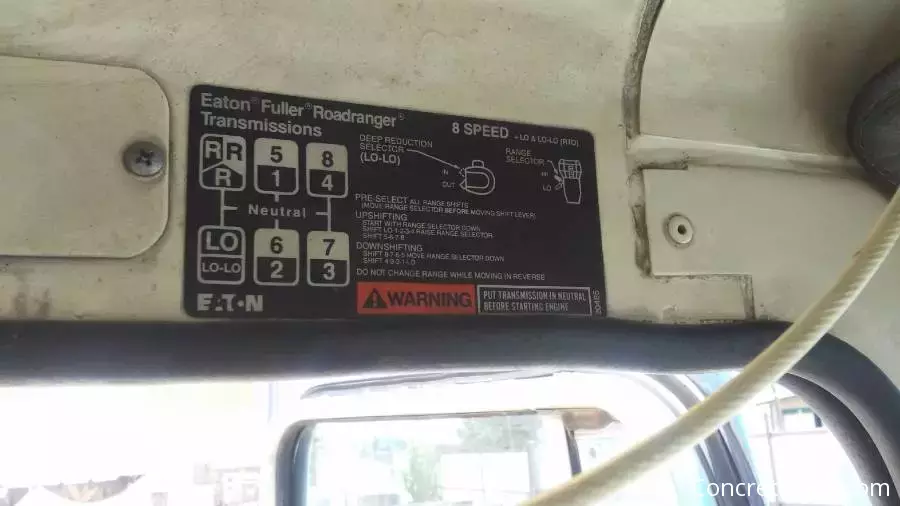 Eaton® Fuller® Roadranger®
Transmissions
8 SPEED + LO & LO-LO (RTO)
R R
R
5
1
8
4
Neutral
LO
LO-LO
6
2
7
3
DEEP REDUCTION
SELECTOR
(LO-LO)
IN
OUT
RANGE
SELECTOR
HI
LO
PRE-SELECT ALL RANGE SHIFTS
(MOVE RANGE SELECTOR BEFORE MOVING SHIFT LEVER)
UPSHIFTING
START WITH RANGE SELECTOR DOWN
SHIFT LO-1-2-3-4 RAISE RANGE SELECTOR
SHIFT 5-6-7-8
DOWNSHIFTING
SHIFT 8-7-6-5 MOVE RANGE SELECTOR DOWN
SHIFT 4-3-2-1-LO
DO NOT CHANGE RANGE WHILE MOVING IN REVERSE
WARNING
PUT TRANSMISSION IN NEUTRAL
BEFORE STARTING ENGINE
EATON